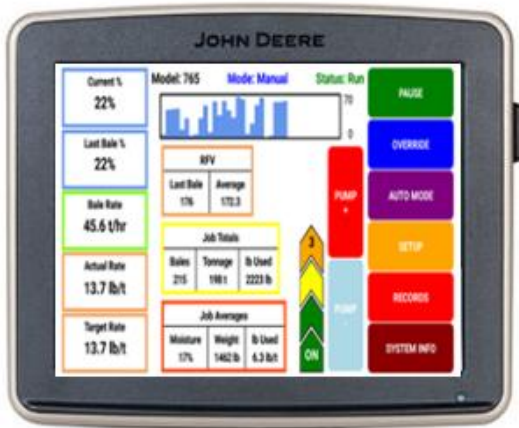 JOHN DEERE
Current %
22%
Last Bale %
22%
Bale Rate
45.6 t/hr
Actual Rate
13.7 lb/t
Target Rate
13.7 lb/t
Model: 765 Mode: Manual Status: Run
70
0
RFV
Last Bale Average
176 172.3
Job Totals
Bales Tonnage lb Used
215 198 t 2223 lb
Job Averages
Moisture Weight lb Used
17% 1462 lb 6.3 lb/t
3
ON
PUMP
+
PUMP
-
PAUSE
OVERRIDE
AUTO MODE
SETUP
RECORDS
SYSTEM INFO